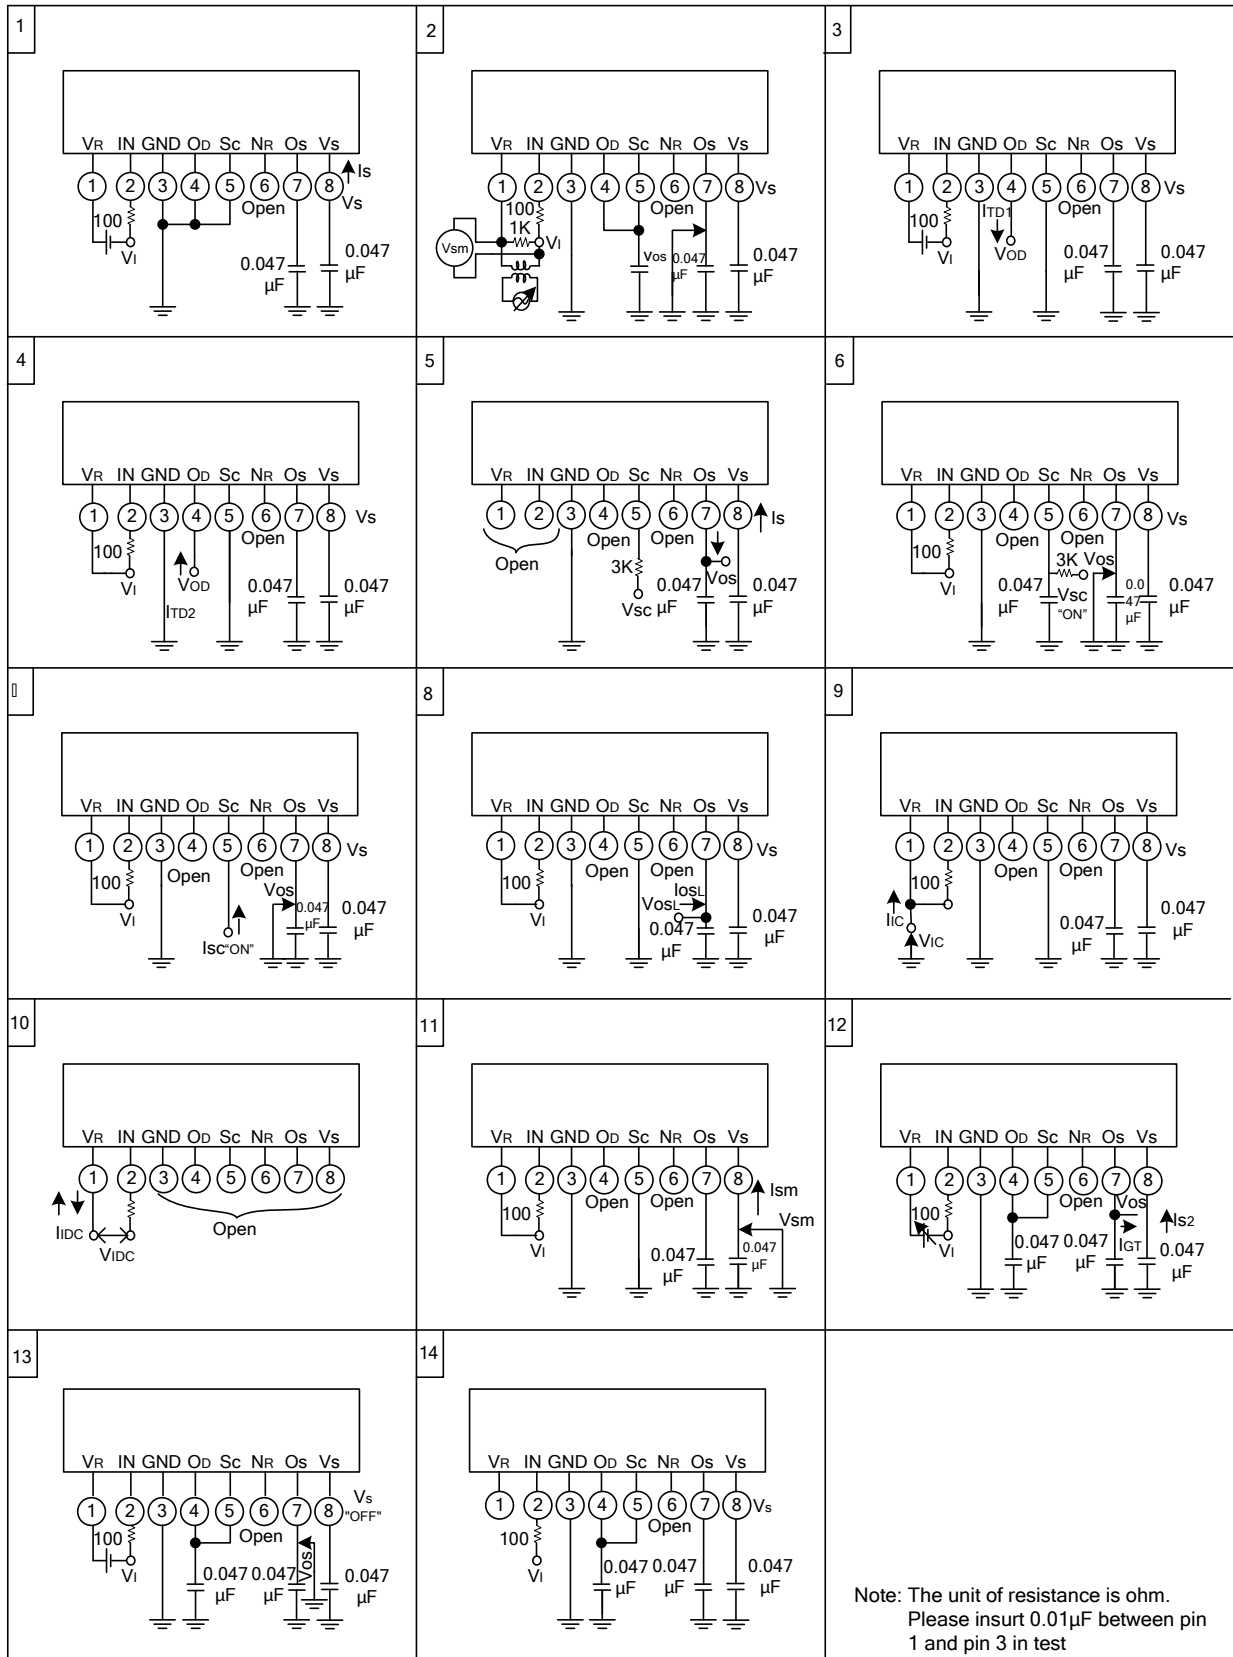 1
VR IN GND OD Sc NR Os Vs
1 2 3 4 5 6 7 8 Is
Open Vs
100
VI
0.047 µF 0.047 µF
2
VR IN GND OD Sc NR Os Vs
1 2 3 4 5 6 7 8 Vs
100 Open
1K VI
Vsm
Vos 0.047 µF 0.047 µF
3
VR IN GND OD Sc NR Os Vs
1 2 3 4 5 6 7 8 Vs
ITD1 Open
100
VI VOD
0.047 µF 0.047 µF
4
VR IN GND OD Sc NR Os Vs
1 2 3 4 5 6 7 8 Vs
100 Open
VI VOD
ITD2
0.047 µF 0.047 µF
5
VR IN GND OD Sc NR Os Vs
1 2 3 4 5 6 7 8 Is
Open Open
Open
3K Vos
Vsc 0.047 µF 0.047 µF
6
VR IN GND OD Sc NR Os Vs
1 2 3 4 5 6 7 8 Vs
100 Open Open
VI 3K Vos
0.047 µF Vsc "ON" 0.0 47 µF 0.047 µF
VR IN GND OD Sc NR Os Vs
1 2 3 4 5 6 7 8 Vs
100 Open Open
VI Vos
Isc"ON" 0.047 µF 0.047 µF
8
VR IN GND OD Sc NR Os Vs
1 2 3 4 5 6 7 8 Vs
100 Open Open
VI IosL
VosL
0.047 µF 0.047 µF
9
VR IN GND OD Sc NR Os Vs
1 2 3 4 5 6 7 8 Vs
100 Open Open
IIC
VIC
0.047 µF 0.047 µF
10
VR IN GND OD Sc NR Os Vs
1 2 3 4 5 6 7 8
IIDC Open
VIDC
11
VR IN GND OD Sc NR Os Vs
1 2 3 4 5 6 7 8 Ism
100 Open Open
VI Vsm
0.047 µF 0.047 µF
12
VR IN GND OD Sc NR Os Vs
1 2 3 4 5 6 7 8
100 Open Vos
VI IGT Is2
0.047 µF 0.047 µF 0.047 µF
13
VR IN GND OD Sc NR Os Vs
1 2 3 4 5 6 7 8 Vs "OFF"
100 Open
VI Vos
0.047 µF 0.047 µF 0.047 µF
14
VR IN GND OD Sc NR Os Vs
1 2 3 4 5 6 7 8 Vs
100 Open
VI
0.047 µF 0.047 µF 0.047 µF
Note: The unit of resistance is ohm.
Please insurt 0.01µF between pin
1 and pin 3 in test